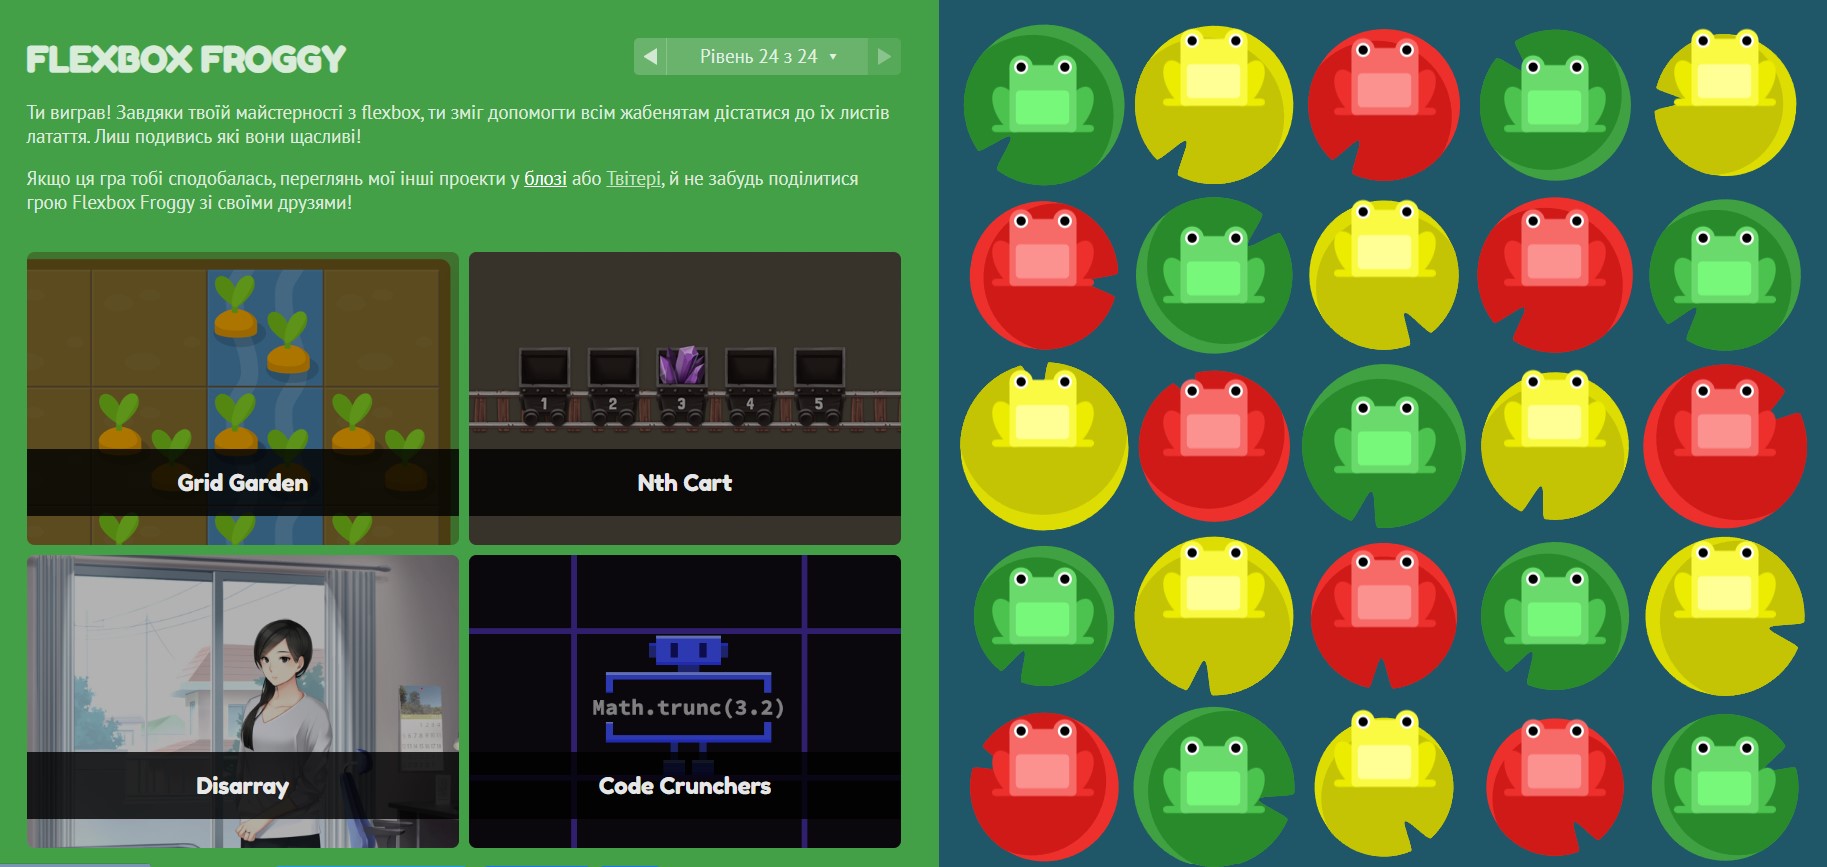 FLEXBOX FROGGY
Рівень 24 з 24
Ти виграв! Завдяки твоїй майстерності з flexbox, ти зміг допомогти всім жабенятам дістатися до їх листів
латаття. Лиш подивись які вони щасливі!
Якщо ця гра тобі сподобалась, переглянь мої інші проекти у блозі або Твітері, й не забудь поділитися
грою Flexbox Froggy зі своїми друзями!
1 2 3 4 5
Grid Garden
Nth Cart
Math.trunc(3.2)
Disarray
Code Crunchers